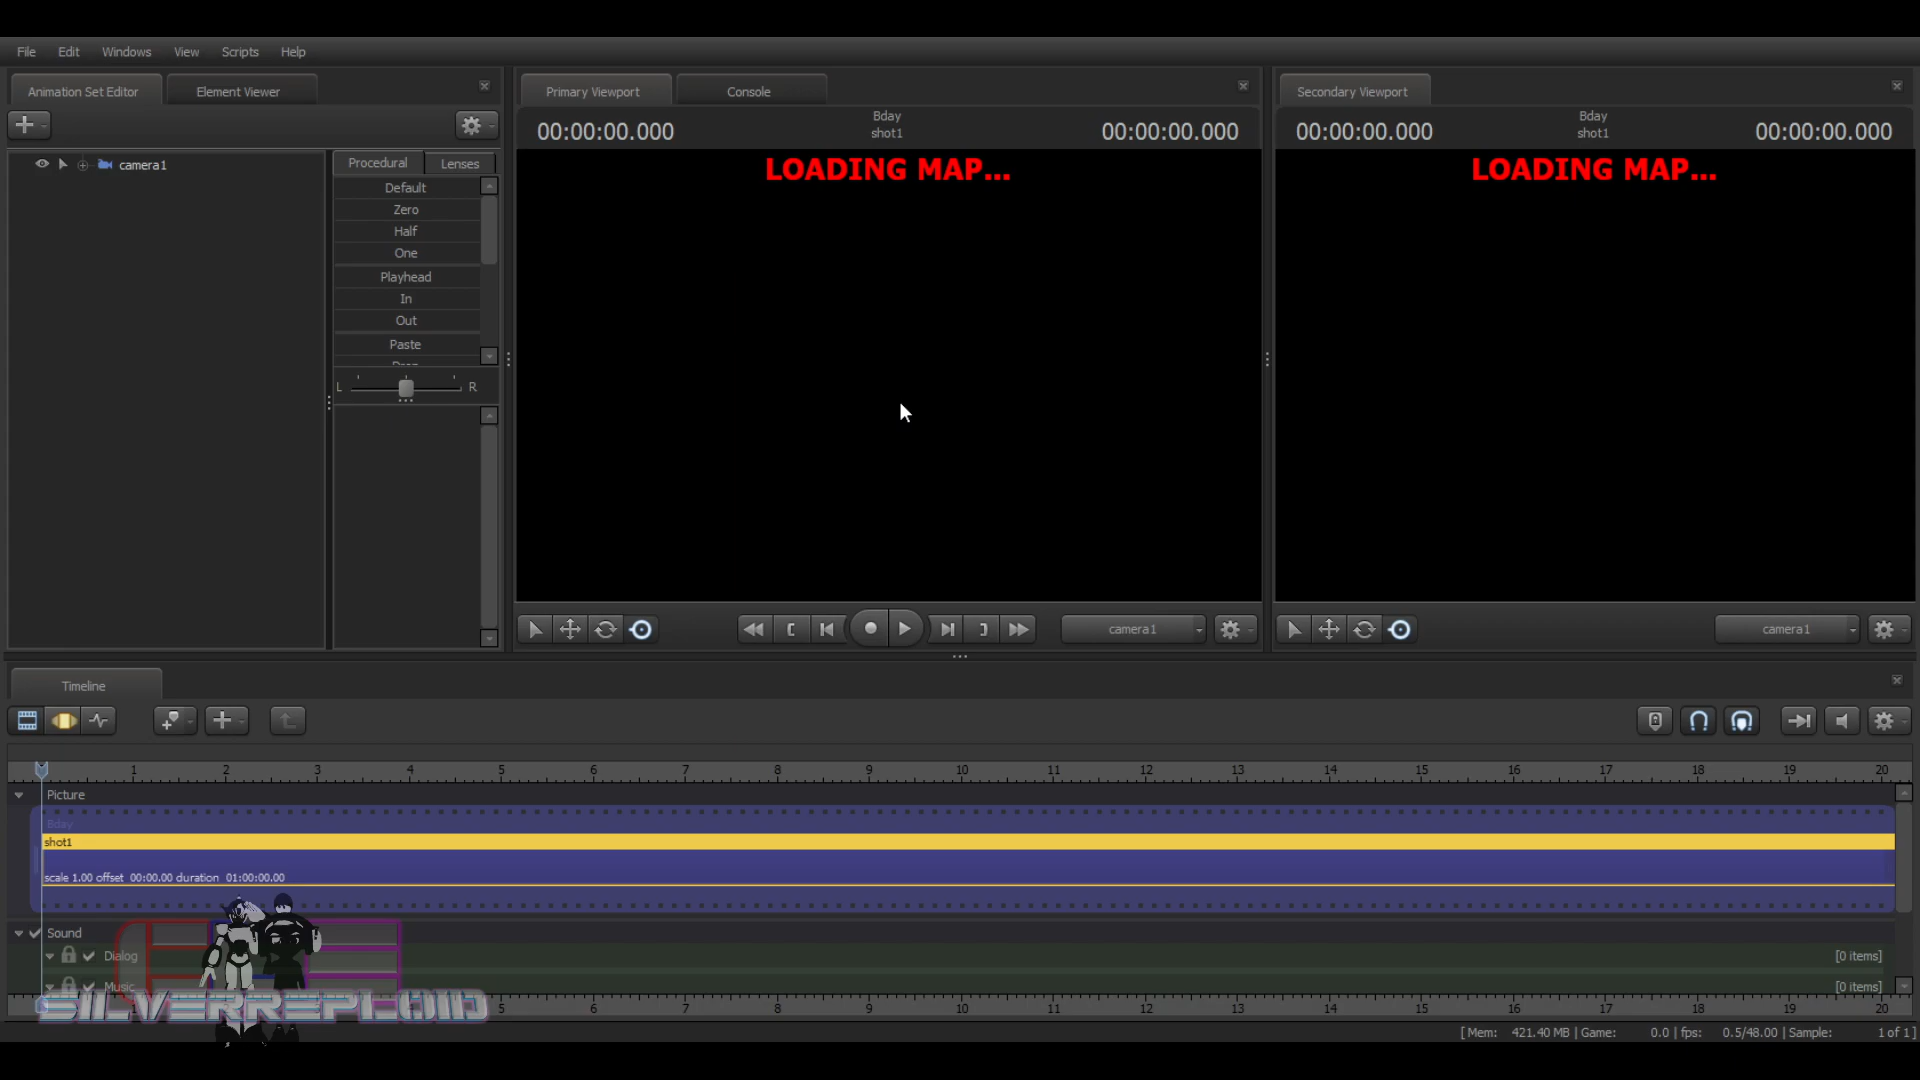 File Edit Windows View Scripts Help
Animation Set Editor Element Viewer Primary Viewport Console Secondary Viewport
00:00:00.000 Bday 00:00:00.000 00:00:00.000 Bday 00:00:00.000
shot1 shot1
camera1
Procedural Lenses
Default
Zero
Half
One
Playhead
In
Out
Paste
L R
LOADING MAP... LOADING MAP...
camera1 camera1
Timeline
1 2 3 4 5 6 7 8 9 10 11 12 13 14 15 16 17 18 19 20
Picture
Bday
shot1
scale 1.00 offset 00:00.00 duration 01:00:00.00
Sound
Dialog [0 items]
Music [0 items]
SILVERREPLOID
5 6 7 8 9 10 11 12 13 14 15 16 17 18 19 20
[ Mem: 421.40 MB | Game: 0.0 | fps: 0.5/48.00 | Sample: 1 of 1 ]